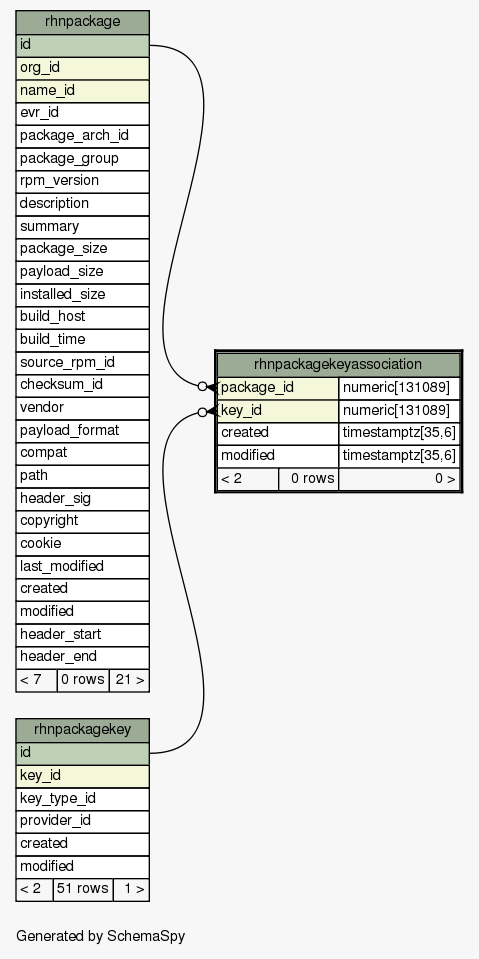 rhnpackage
id
org_id
name_id
evr_id
package_arch_id
package_group
rpm_version
description
summary
package_size
payload_size
installed_size
build_host
build_time
source_rpm_id
checksum_id
vendor
payload_format
compat
path
header_sig
copyright
cookie
last_modified
created
modified
header_start
header_end
< 7 0 rows 21 >
rhnpackagekeyassociation
package_id numeric[131089]
key_id numeric[131089]
created timestamptz[35,6]
modified timestamptz[35,6]
< 2 0 rows 0 >
rhnpackagekey
id
key_id
key_type_id
provider_id
created
modified
< 2 51 rows 1 >
Generated by SchemaSpy